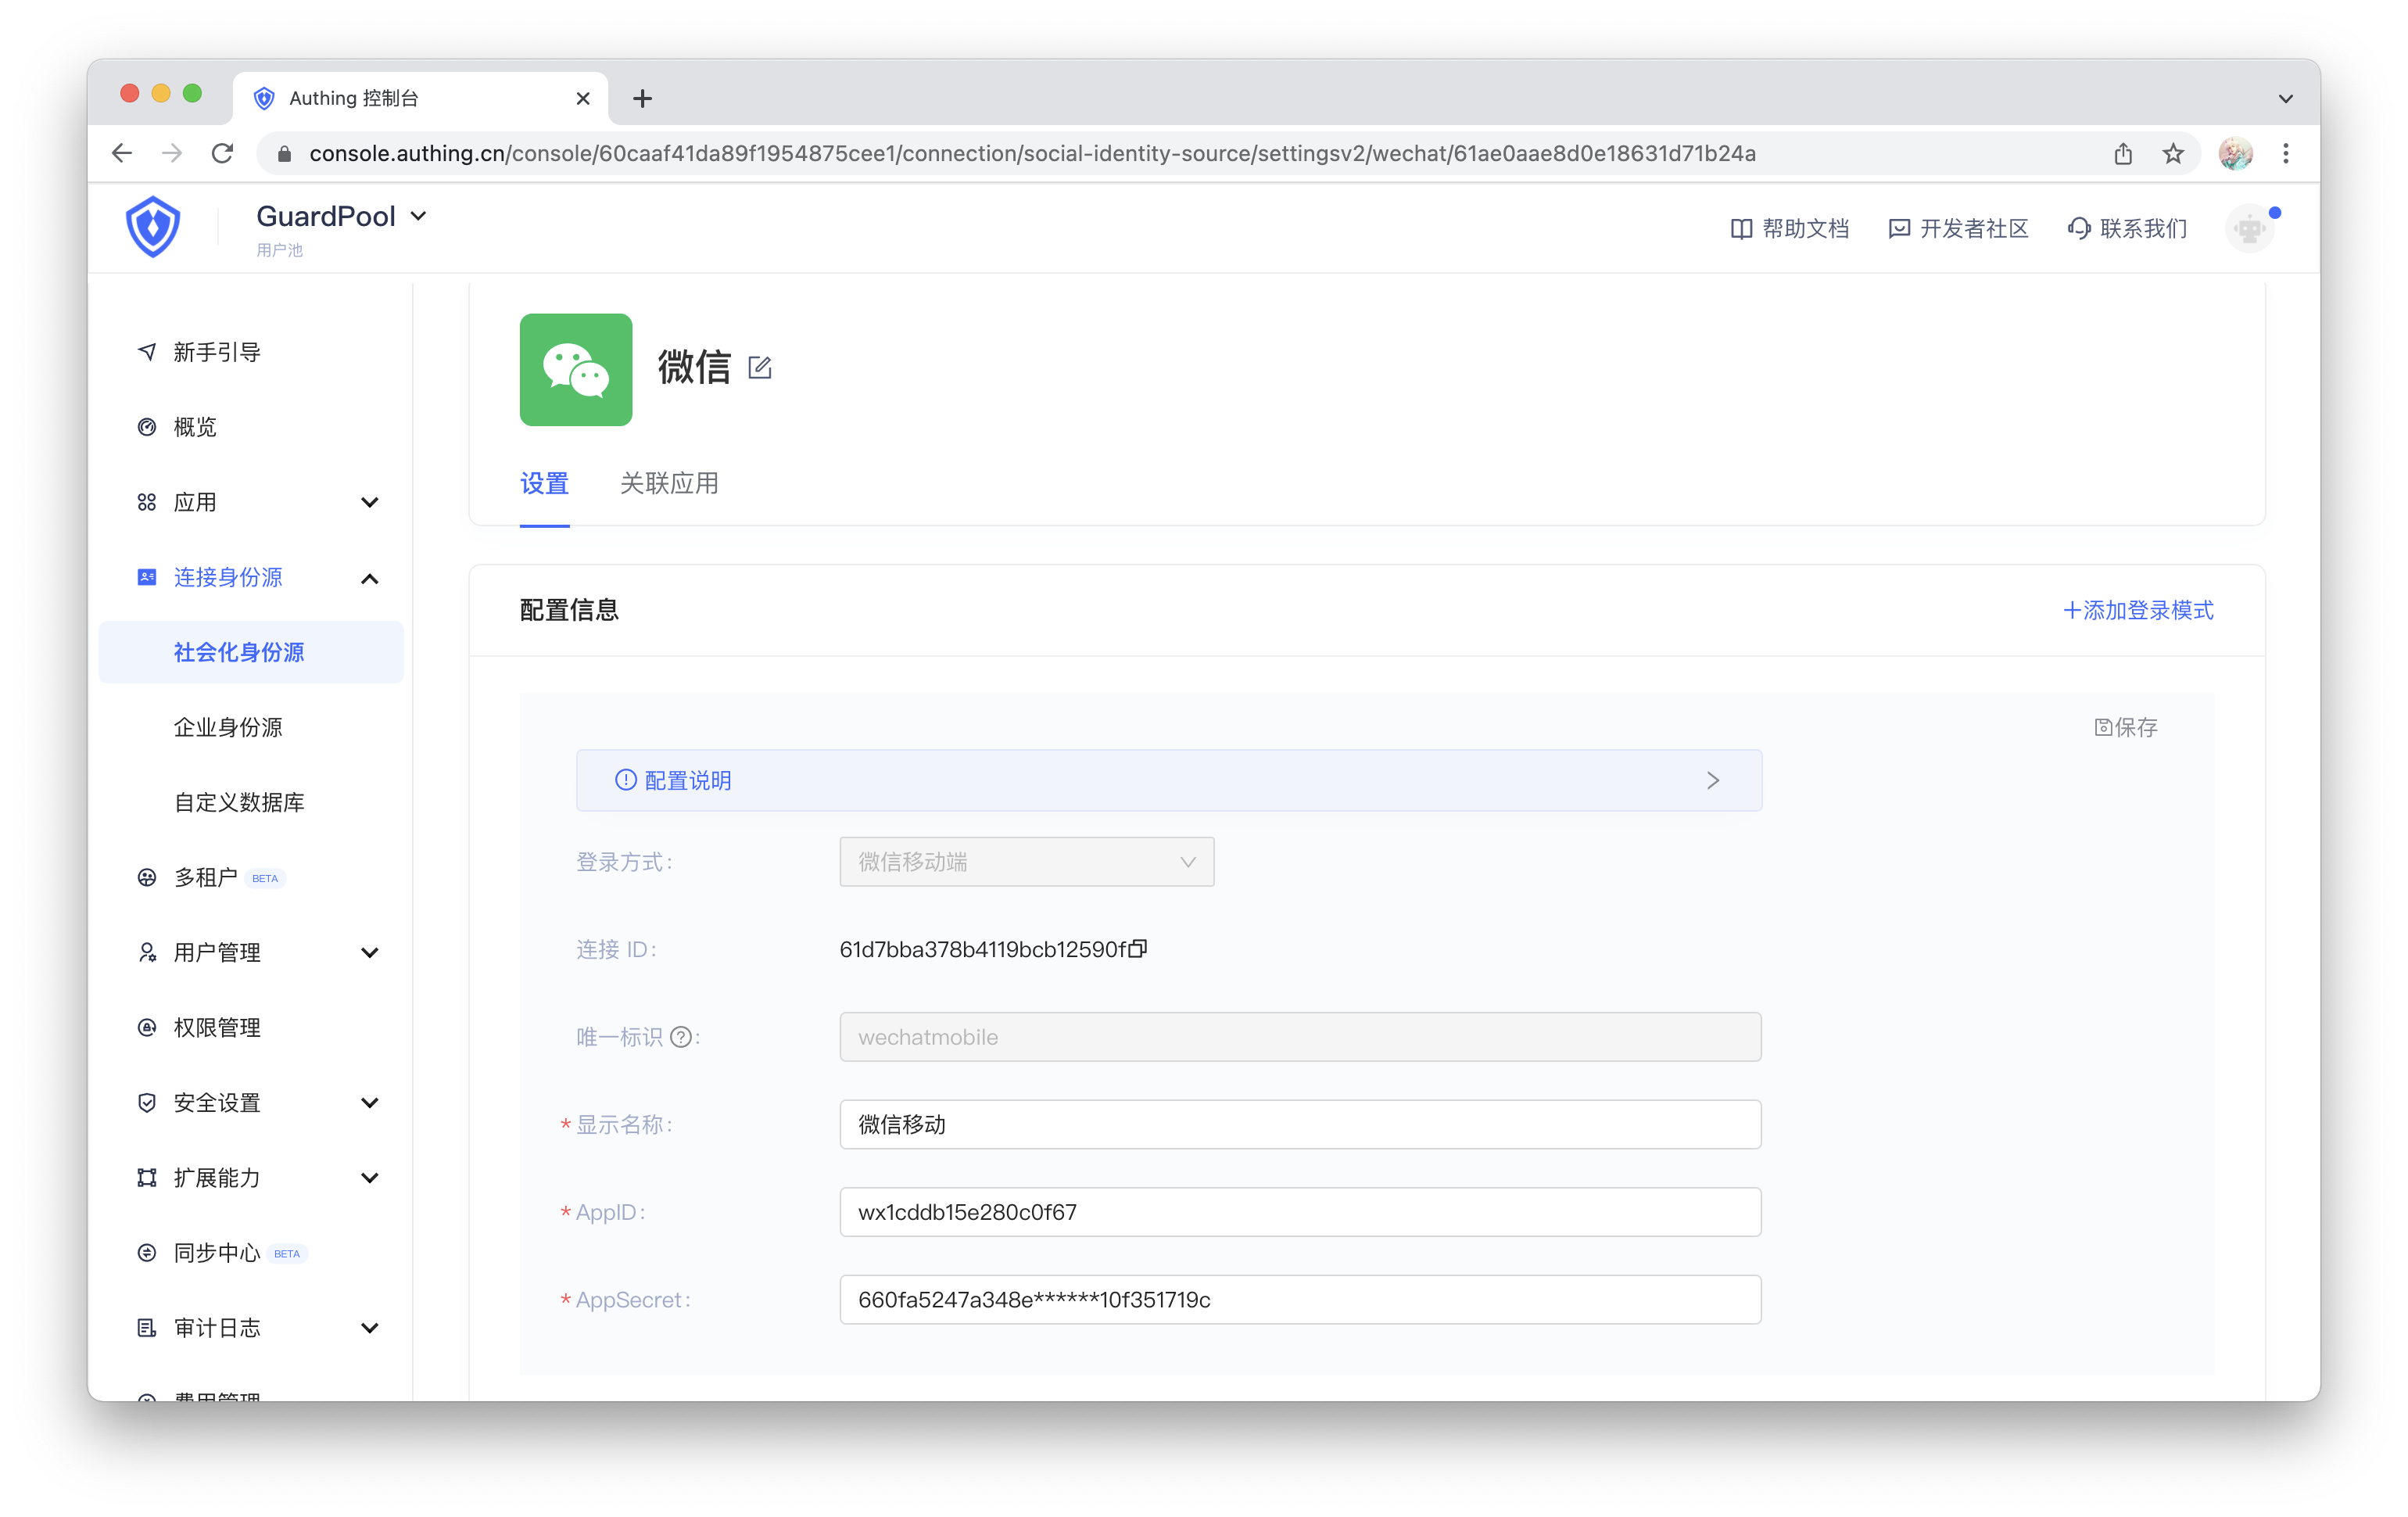 Authing 控制台
console.authing.cn/console/60caaf41da89f1954875cee1/connection/social-identity-source/settingsv2/wechat/61ae0aae8d0e18631d71b24a
GuardPool
用户池
帮助文档
开发者社区
联系我们
新手引导
概览
应用
连接身份源
社会化身份源
企业身份源
自定义数据库
多租户 BETA
用户管理
权限管理
安全设置
扩展能力
同步中心 BETA
审计日志
费用管理
微信
设置
关联应用
配置信息
+添加登录模式
保存
配置说明
登录方式: 微信移动端
连接 ID: 61d7bba378b4119bcb12590f
唯一标识 ?: wechatmobile
* 显示名称: 微信移动
* AppID: wx1cddb15e280c0f67
* AppSecret: 660fa5247a348e******10f351719c